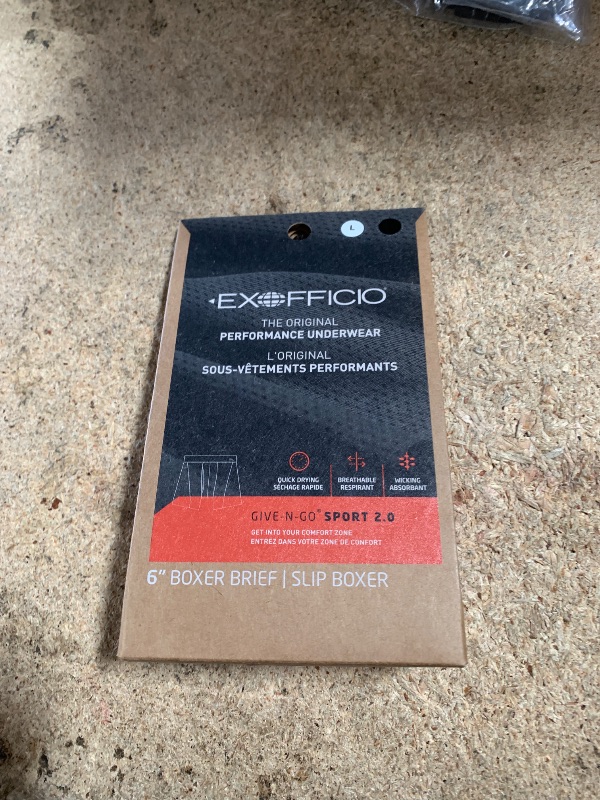 L
EXOFFICIO®
THE ORIGINAL
PERFORMANCE UNDERWEAR
L'ORIGINAL
SOUS-VÊTEMENTS PERFORMANTS
QUICK DRYING
SÉCHAGE RAPIDE
BREATHABLE
RESPIRANT
WICKING
ABSORBANT
GIVE-N-GO® SPORT 2.0
GET INTO YOUR COMFORT ZONE
ENTREZ DANS VOTRE ZONE DE CONFORT
6" BOXER BRIEF | SLIP BOXER